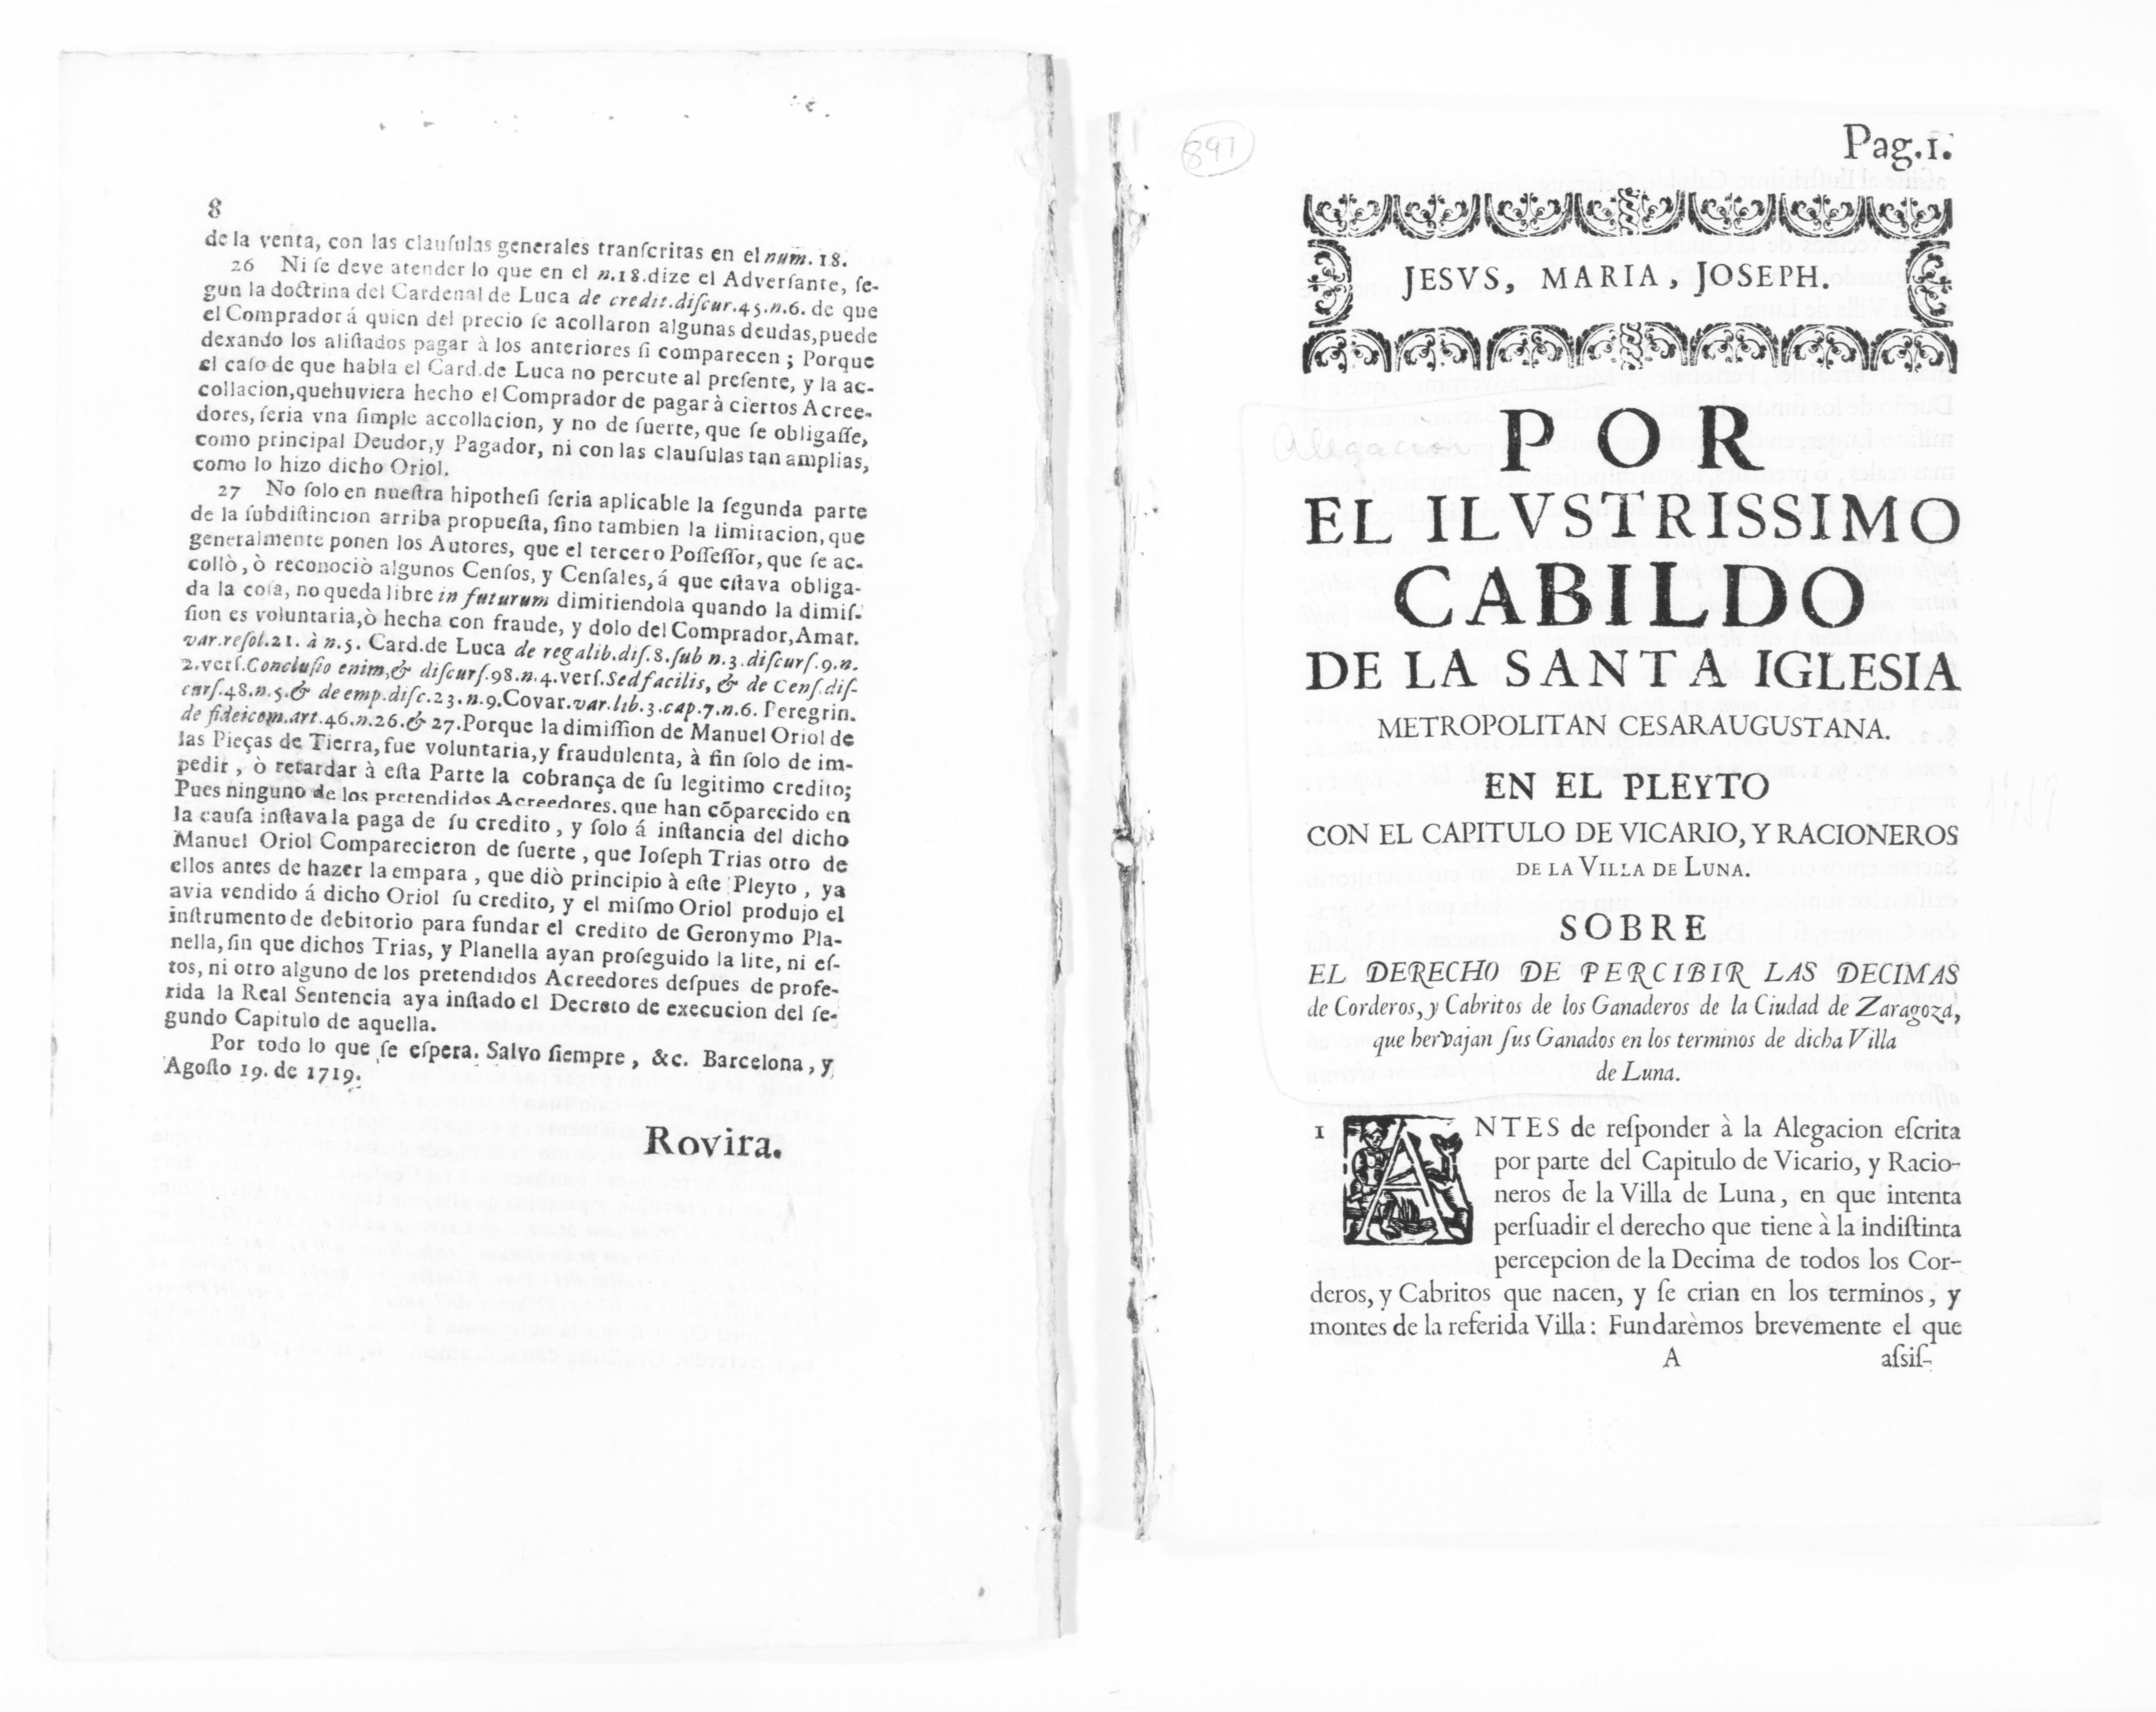 8
de la venta, con las clauſulas generales tranſcritas en el num. 18.
26 Ni ſe deve atender lo que en el n.18.dize el Adverſante, ſe-
gun la doctrina del Cardenal de Luca de credit.diſcur.45.n.6. de que
el Comprador á quien del precio ſe acollaron algunas deudas,puede
dexando los aliſtados pagar à los anteriores ſi comparecen ; Porque
el caſo de que habla el Card.de Luca no percute al preſente, y la ac-
collacion,quehuviera hecho el Comprador de pagar à ciertos Acree-
dores, ſeria vna ſimple accollacion, y no de ſuerte, que ſe obligaſſe,
como principal Deudor,y Pagador, ni con las clauſulas tan amplias,
como lo hizo dicho Oriol.
27 No ſolo en nueſtra hipotheſi ſeria aplicable la ſegunda parte
de la ſubdiſtincion arriba propueſta, ſino tambien la limitacion, que
generalmente ponen los Autores, que el tercero Poſſeſſor, que ſe ac-
collò, ò reconociò algunos Cenſos, y Cenſales, á que eſtava obliga-
da la coſa, no queda libre in futurum dimitiendola quando la dimiſ-
ſion es voluntaria,ò hecha con fraude, y dolo del Comprador,Amat.
var.reſol.21. à n.5. Card.de Luca de regalib.diſ.8.ſub n.3.diſcurſ.9.n.
2.verſ.Concluſio enim,& diſcurſ.98.n.4.verſ.Sed facilis, & de Cenſ.diſ-
curſ.48.n.5.& de emp.diſc.23.n.9.Covar.var.lib.3.cap.7.n.6. Peregrin.
de fideicom.art.46.n.26.& 27.Porque la dimiſſion de Manuel Oriol de
las Pieças de Tierra, fue voluntaria,y fraudulenta, à fin ſolo de im-
pedir , ò retardar à eſta Parte la cobrança de ſu legitimo credito;
Pues ninguno de los pretendidos Acreedores, que han cõparecido en
la cauſa inſtava la paga de ſu credito , y ſolo á inſtancia del dicho
Manuel Oriol Comparecieron de ſuerte , que Ioſeph Trias otro de
ellos antes de hazer la empara , que diò principio à eſte Pleyto , ya
avia vendido á dicho Oriol ſu credito, y el miſmo Oriol produjo el
inſtrumento de debitorio para fundar el credito de Geronymo Pla-
nella, ſin que dichos Trias, y Planella ayan proſeguido la lite, ni eſ-
tos, ni otro alguno de los pretendidos Acreedores deſpues de profe-
rida la Real Sentencia aya inſtado el Decreto de execucion del ſe-
gundo Capitulo de aquella.
Por todo lo que ſe eſpera. Salvo ſiempre , &c. Barcelona, y
Agoſto 19. de 1719.
Rovira.
897
Pag.1.
JESVS, MARIA, JOSEPH.
Alegacion
POR
EL ILVSTRISSIMO
CABILDO
DE LA SANTA IGLESIA
METROPOLITAN CESARAUGUSTANA.
EN EL PLEYTO
CON EL CAPITULO DE VICARIO, Y RACIONEROS
DE LA VILLA DE LUNA.
SOBRE
EL DERECHO DE PERCIBIR LAS DECIMAS
de Corderos, y Cabritos de los Ganaderos de la Ciudad de Zaragoza,
que hervajan ſus Ganados en los terminos de dicha Villa
de Luna.
1 ANTES de reſponder à la Alegacion eſcrita
por parte del Capitulo de Vicario, y Racio-
neros de la Villa de Luna, en que intenta
perſuadir el derecho que tiene à la indiſtinta
percepcion de la Decima de todos los Cor-
deros, y Cabritos que nacen, y ſe crian en los terminos, y
montes de la referida Villa: Fundarèmos brevemente el que
A aſsiſ-